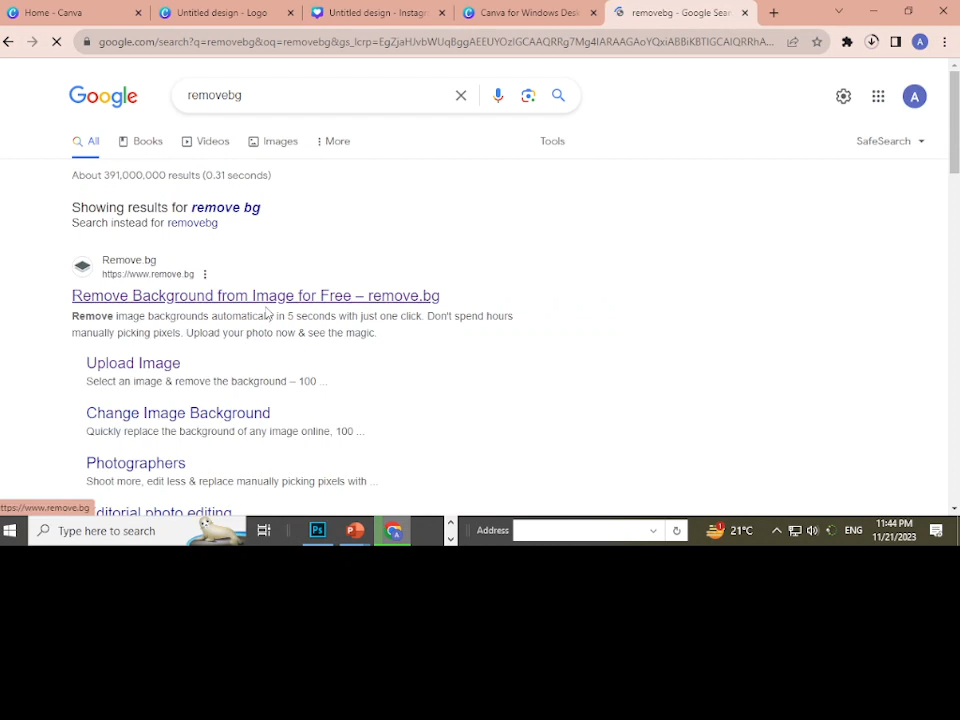 Home - Canva
Untitled design - Logo
Untitled design - Instagr
Canva for Windows Desk
removebg - Google Sear
google.com/search?q=removebg&oq=removebg&gs_lcrp=
Google
removebg
A
All
Books
Videos
Images
More
Tools
SafeSearch
About 391,000,000 results (0.31 seconds)
Showing results for remove bg
Search instead for removebg
Remove.bg
https://www.remove.bg
Remove Background from Image for Free – remove.bg
Remove image backgrounds automatically in 5 seconds with just one click. Don't spend hours
manually picking pixels. Upload your photo now & see the magic.
Upload Image
Select an image & remove the background – 100 ...
Change Image Background
Quickly replace the background of any image online, 100 ...
Photographers
Shoot more, edit less & replace manually picking pixels with ...
ttps://www.remove.bg
ditorial photo editing
Type here to search
Ps
Address
21°C
ENG
11:44 PM
11/21/2023